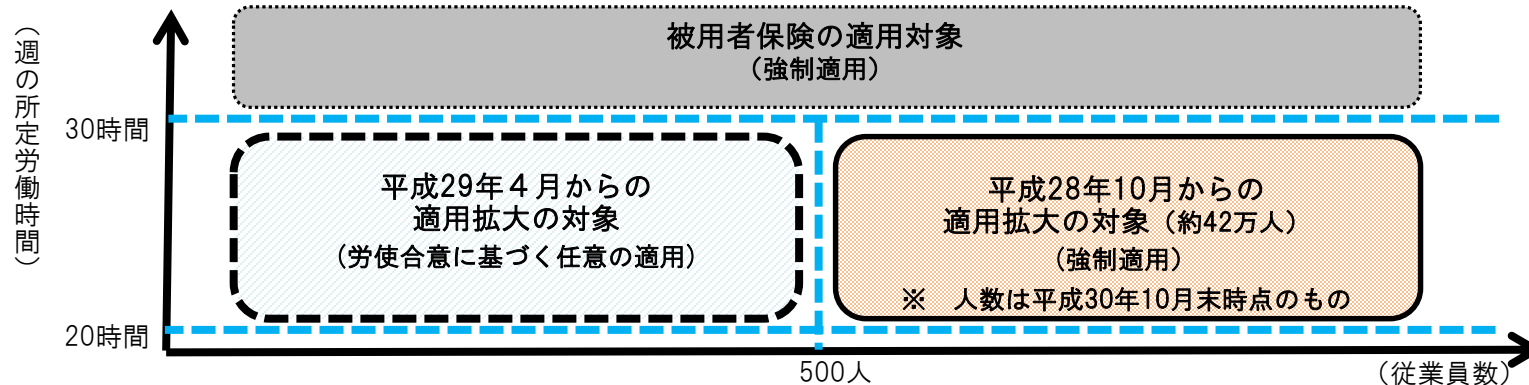 (週の所定労働時間)
被用者保険の適用対象
(強制適用)
30時間
平成29年4月からの
適用拡大の対象
(労使合意に基づく任意の適用)
平成28年10月からの
適用拡大の対象(約42万人)
(強制適用)
※ 人数は平成30年10月末時点のもの
20時間
500人
(従業員数)